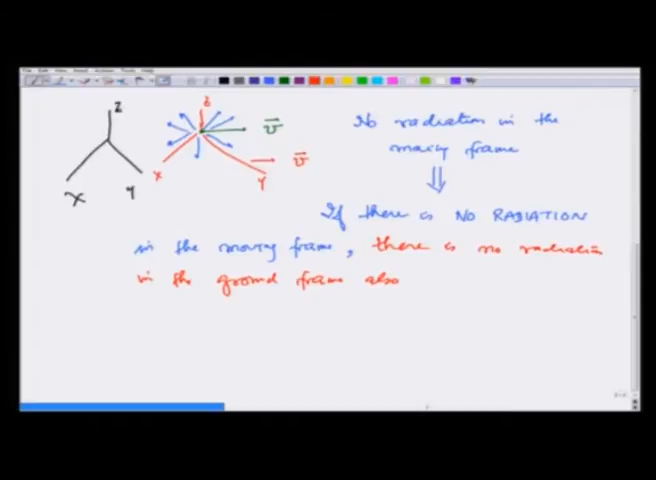 Z
z
X
Y
x
y
v
v
No radiation in the
moving frame
If there is NO RADIATION
in the moving frame, there is no radiation
in the ground frame also